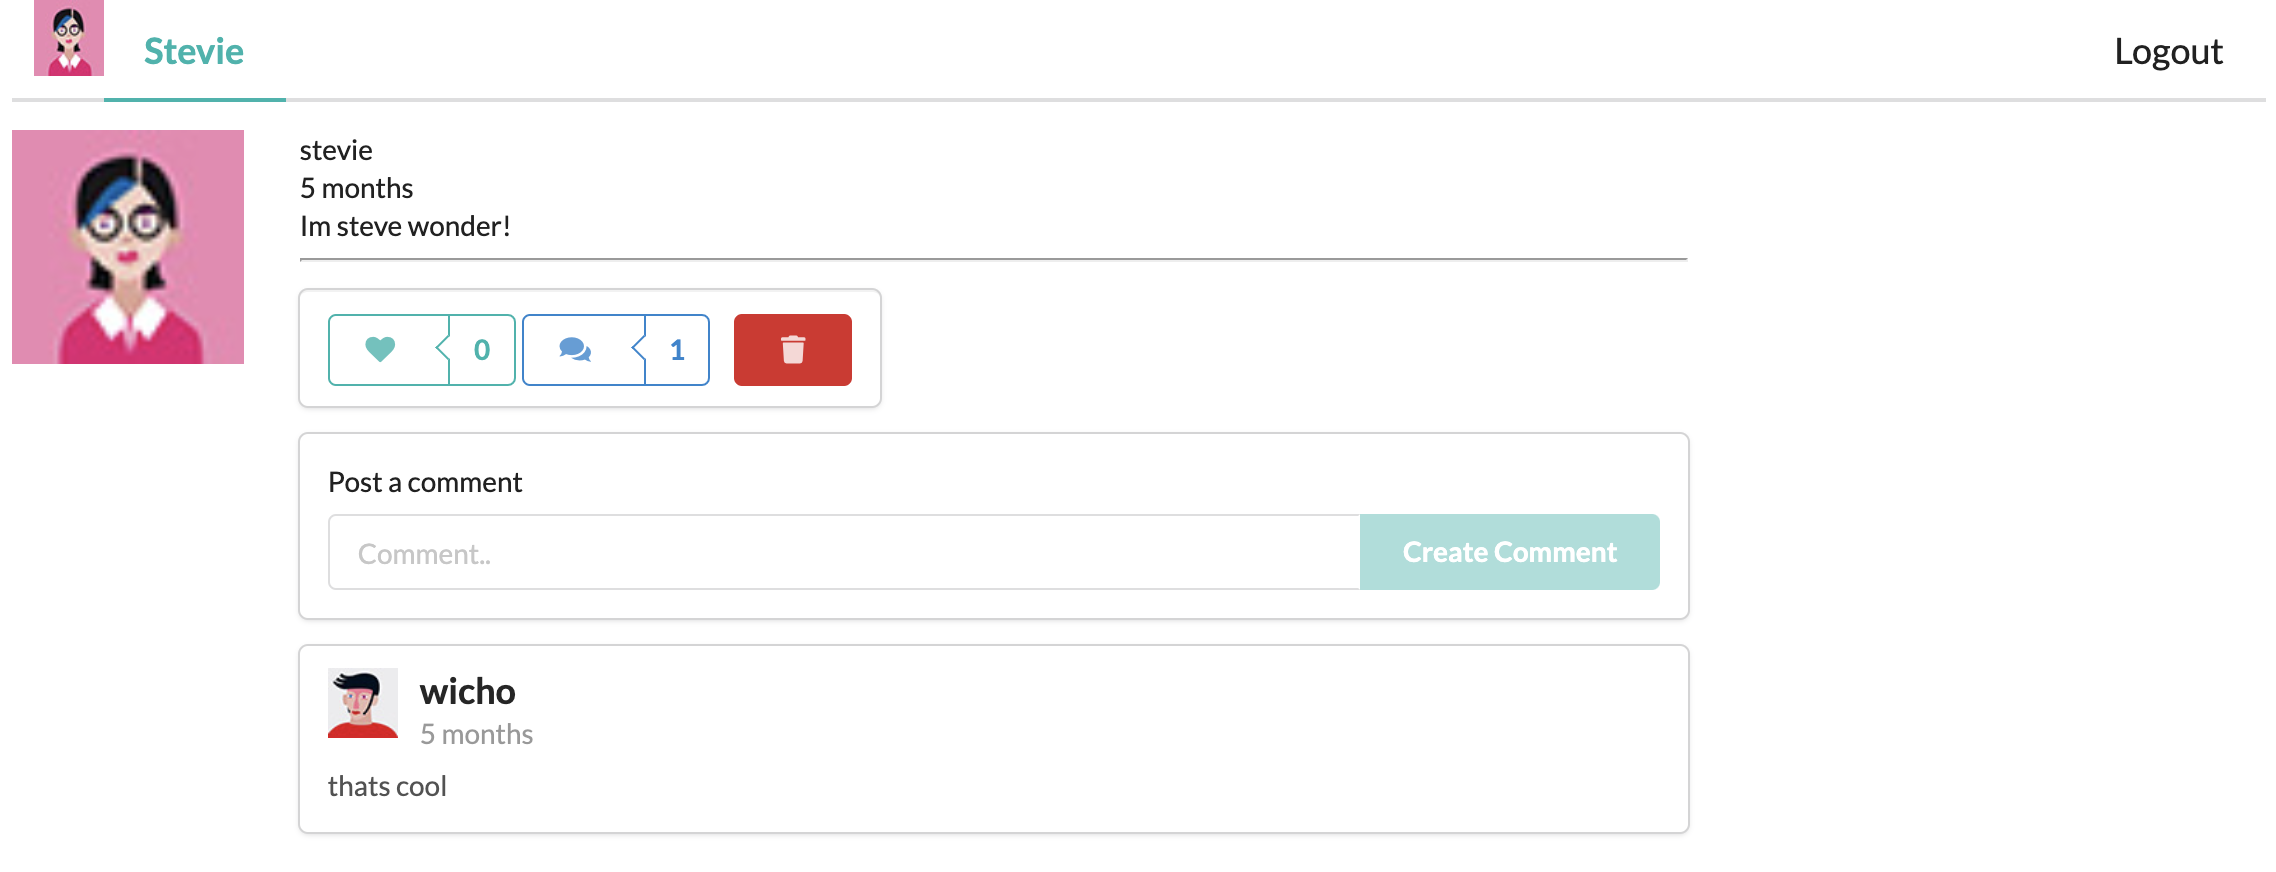 Stevie
Logout
stevie
5 months
Im steve wonder!
0
1
Post a comment
Comment..
Create Comment
wicho
5 months
thats cool